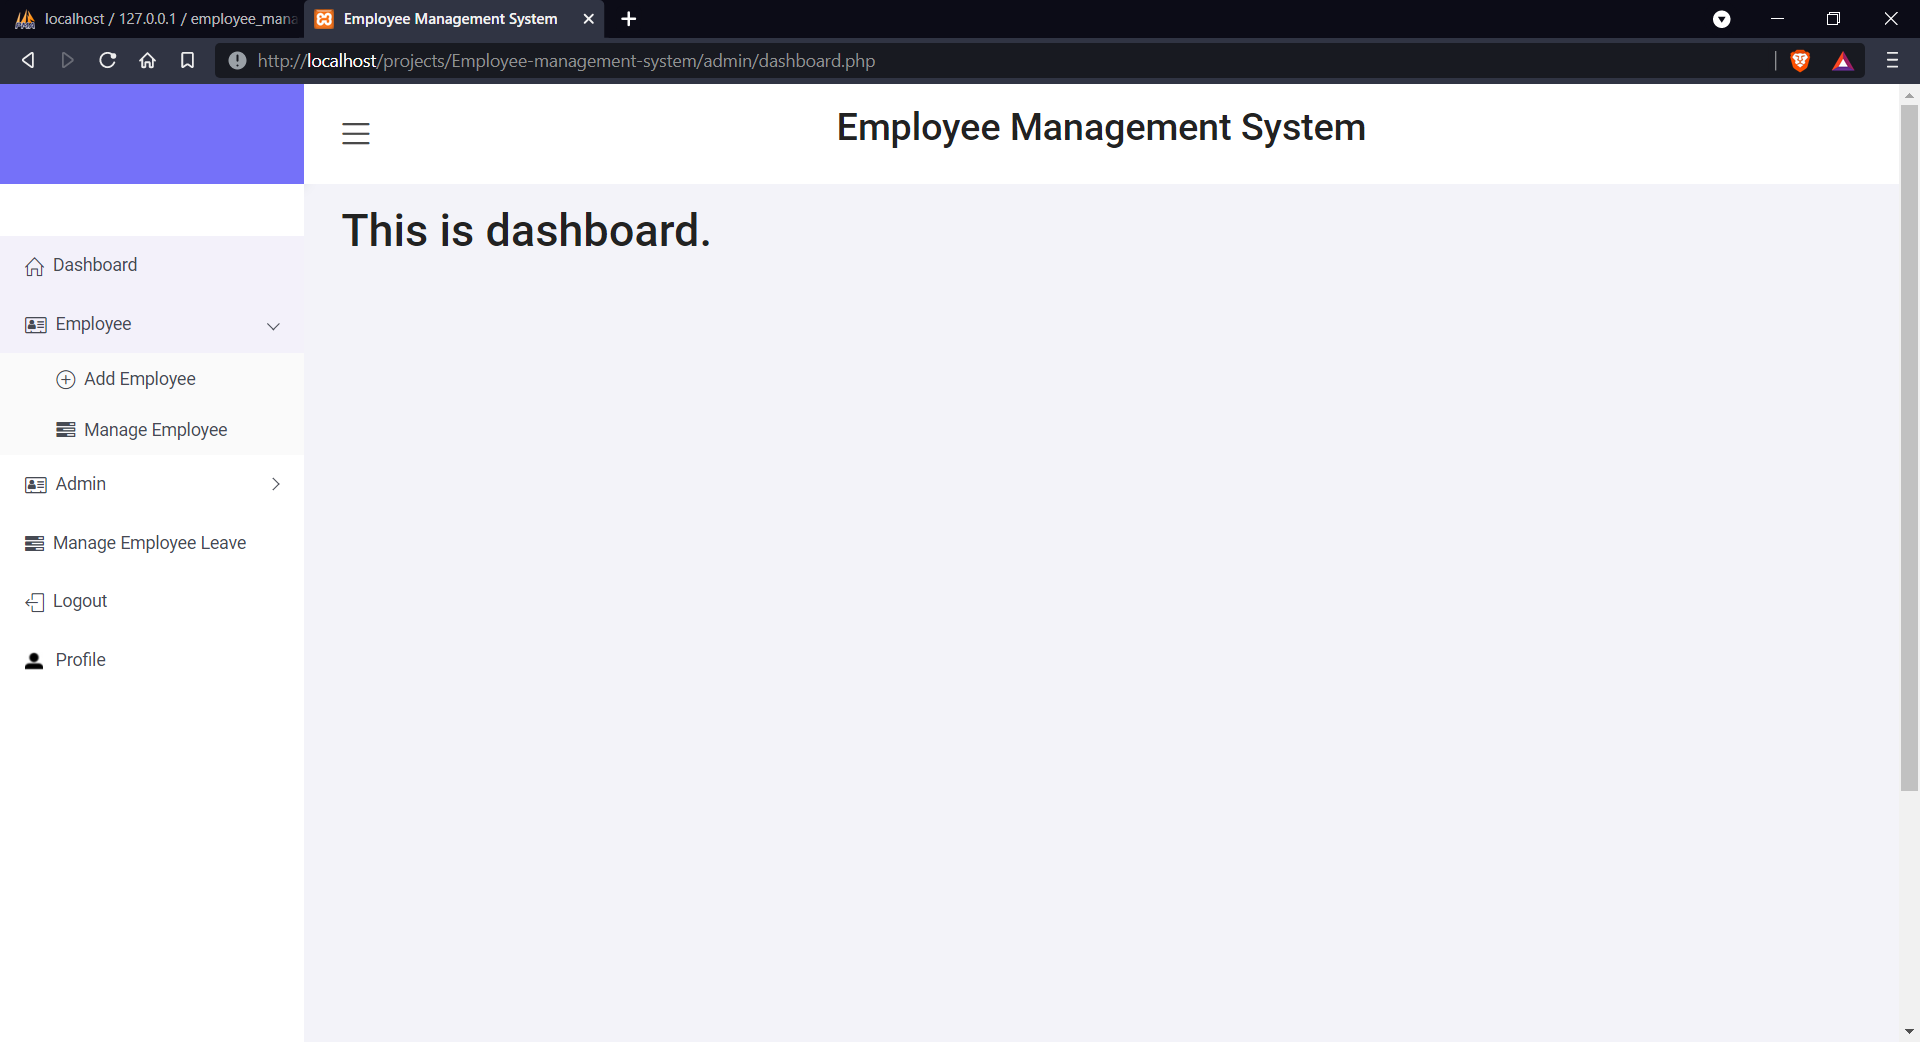 localhost / 127.0.0.1 / employee_mana
Employee Management System
http://localhost/projects/Employee-management-system/admin/dashboard.php
Employee Management System
This is dashboard.
Dashboard
Employee
Add Employee
Manage Employee
Admin
Manage Employee Leave
Logout
Profile